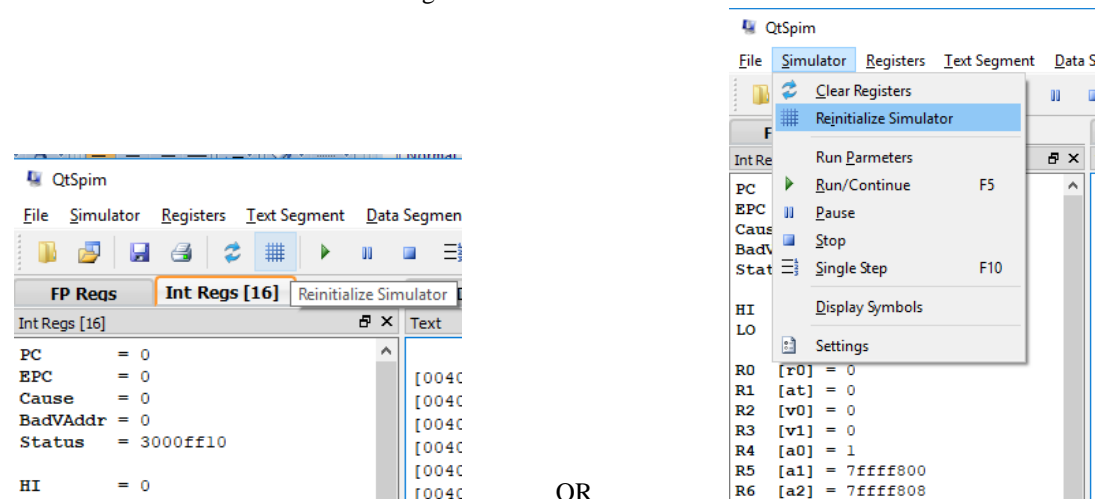 QtSpim
File Simulator Registers Text Segment Data Segmen
FP Regs Int Regs [16] Reinitialize Simulator
Int Regs [16] Text
PC = 0
EPC = 0
Cause = 0
BadVAddr = 0
Status = 3000ff10
HI = 0
[0040
[0040
[0040
[0040
[0040
[0040
OR
QtSpim
File Simulator Registers Text Segment Data S
Clear Registers
Reinitialize Simulator
Run Parmeters
Run/Continue F5
Pause
Stop
Single Step F10
Display Symbols
Settings
F
Int Re
PC
EPC
Caus
BadV
Stat
HI
LO
R0 [r0] = 0
R1 [at] = 0
R2 [v0] = 0
R3 [v1] = 0
R4 [a0] = 1
R5 [a1] = 7ffff800
R6 [a2] = 7ffff808